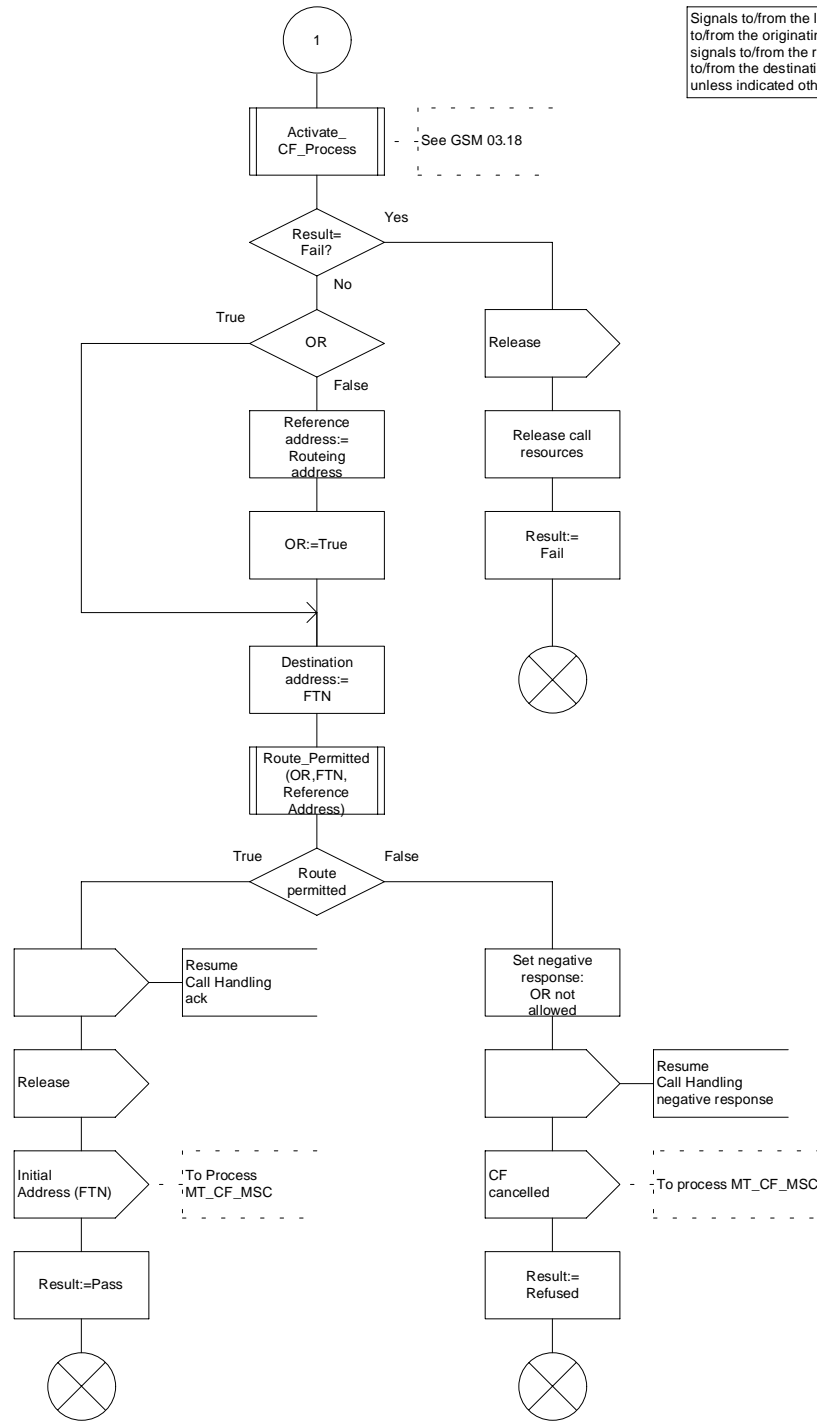 1
Signals to/from the
to/from the
signals to/from the
to/from the
unless indicated
Activate_
CF_Process
See GSM 03.18
Yes
Result=
Fail?
No
True
OR
Release
False
Reference
address:=
Routeing
address
Release call
resources
OR:=True
Result:=
Fail
Destination
address:=
FTN
Route_Permitted
(OR,FTN,
Reference
Address)
True
False
Route
permitted
Resume
Call Handling
ack
Set negative
response:
OR not
allowed
Release
Resume
Call Handling
negative response
Initial
Address (FTN)
To Process
MT_CF_MSC
CF
cancelled
To process MT_CF_MSC
Result:=Pass
Result:=
Refused